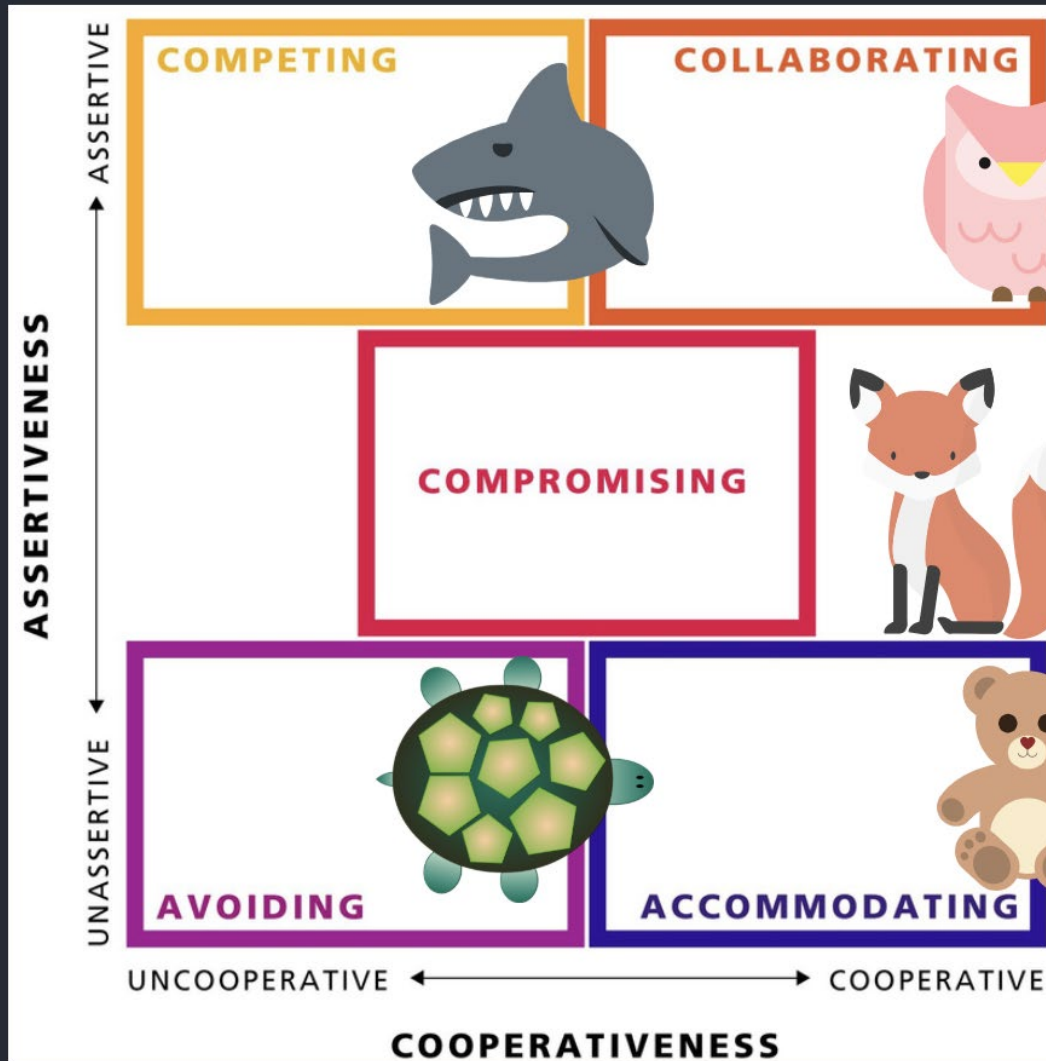 COMPETING
COLLABORATING
ASSERTIVE
ASSERTIVENESS
COMPROMISING
UNASSERTIVE
AVOIDING
ACCOMMODATING
UNCOOPERATIVE
COOPERATIVE
COOPERATIVENESS